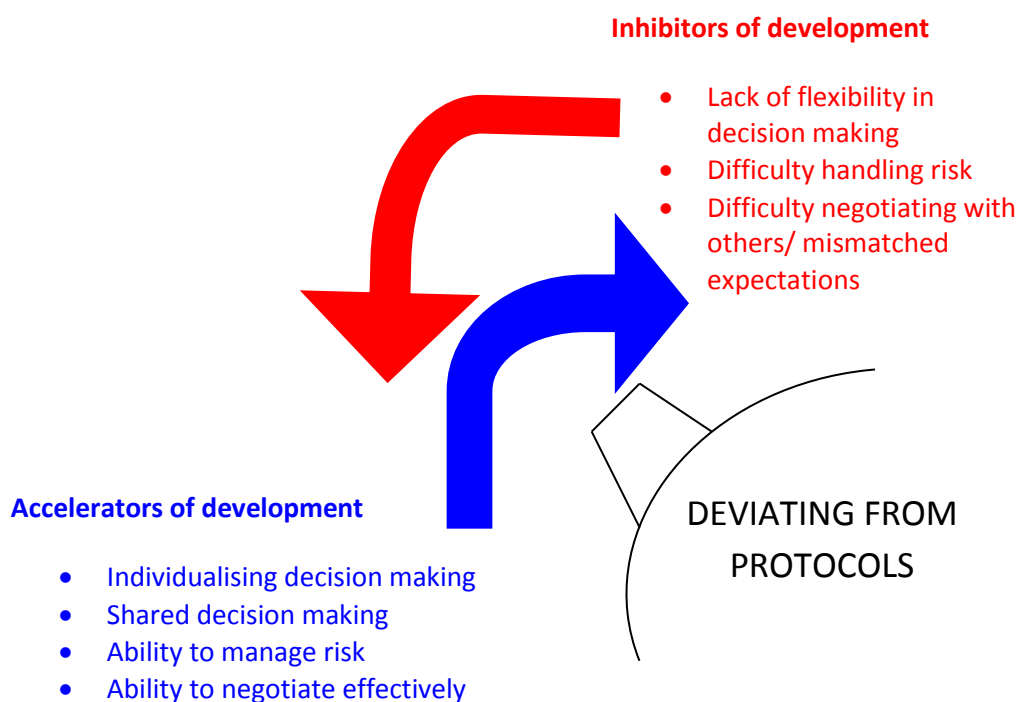 Inhibitors of development
• Lack of flexibility in
decision making
• Difficulty handling risk
• Difficulty negotiating with
others/ mismatched
expectations
Accelerators of development
• Individualising decision making
• Shared decision making
• Ability to manage risk
• Ability to negotiate effectively
DEVIATING FROM
PROTOCOLS